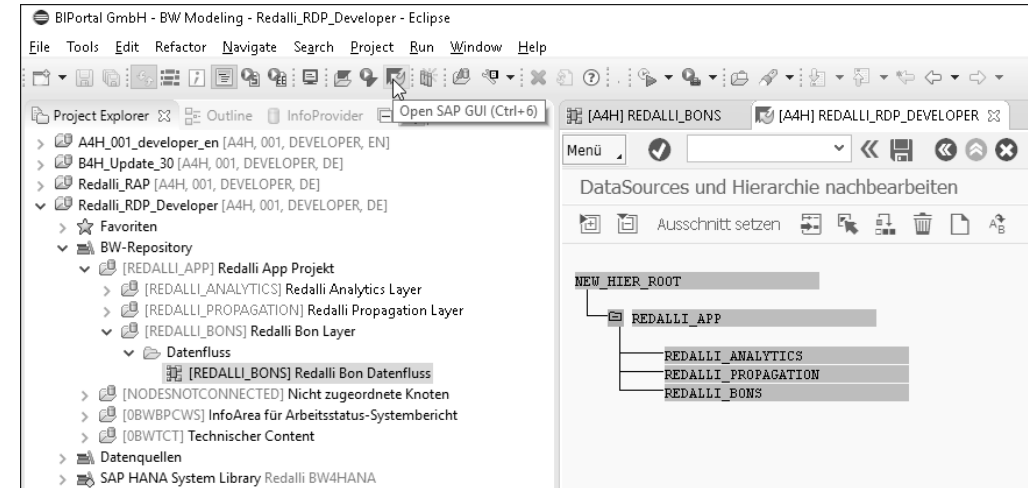 BIPortal GmbH - BW Modeling - Redalli_RDP_Developer - Eclipse
File Tools Edit Refactor Navigate Search Project Run Window Help
Open SAP GUI (Ctrl+6)
Project Explorer Outline InfoProvider
A4H_001_developer_en [A4H, 001, DEVELOPER, EN]
B4H_Update_30 [A4H, 001, DEVELOPER, DE]
Redalli_RAP [A4H, 001, DEVELOPER, DE]
Redalli_RDP_Developer [A4H, 001, DEVELOPER, DE]
Favoriten
BW-Repository
[REDALLI_APP] Redalli App Projekt
[REDALLI_ANALYTICS] Redalli Analytics Layer
[REDALLI_PROPAGATION] Redalli Propagation Layer
[REDALLI_BONS] Redalli Bon Layer
Datenfluss
[REDALLI_BONS] Redalli Bon Datenfluss
[NODESNOTCONNECTED] Nicht zugeordnete Knoten
[0BWBPCWS] InfoArea für Arbeitsstatus-Systembericht
[0BWTCT] Technischer Content
Datenquellen
SAP HANA System Library Redalli BW4HANA
[A4H] REDALLI_BONS [A4H] REDALLI_RDP_DEVELOPER
Menü
DataSources und Hierarchie nachbearbeiten
Ausschnitt setzen
NEW_HIER_ROOT
REDALLI_APP
REDALLI_ANALYTICS
REDALLI_PROPAGATION
REDALLI_BONS